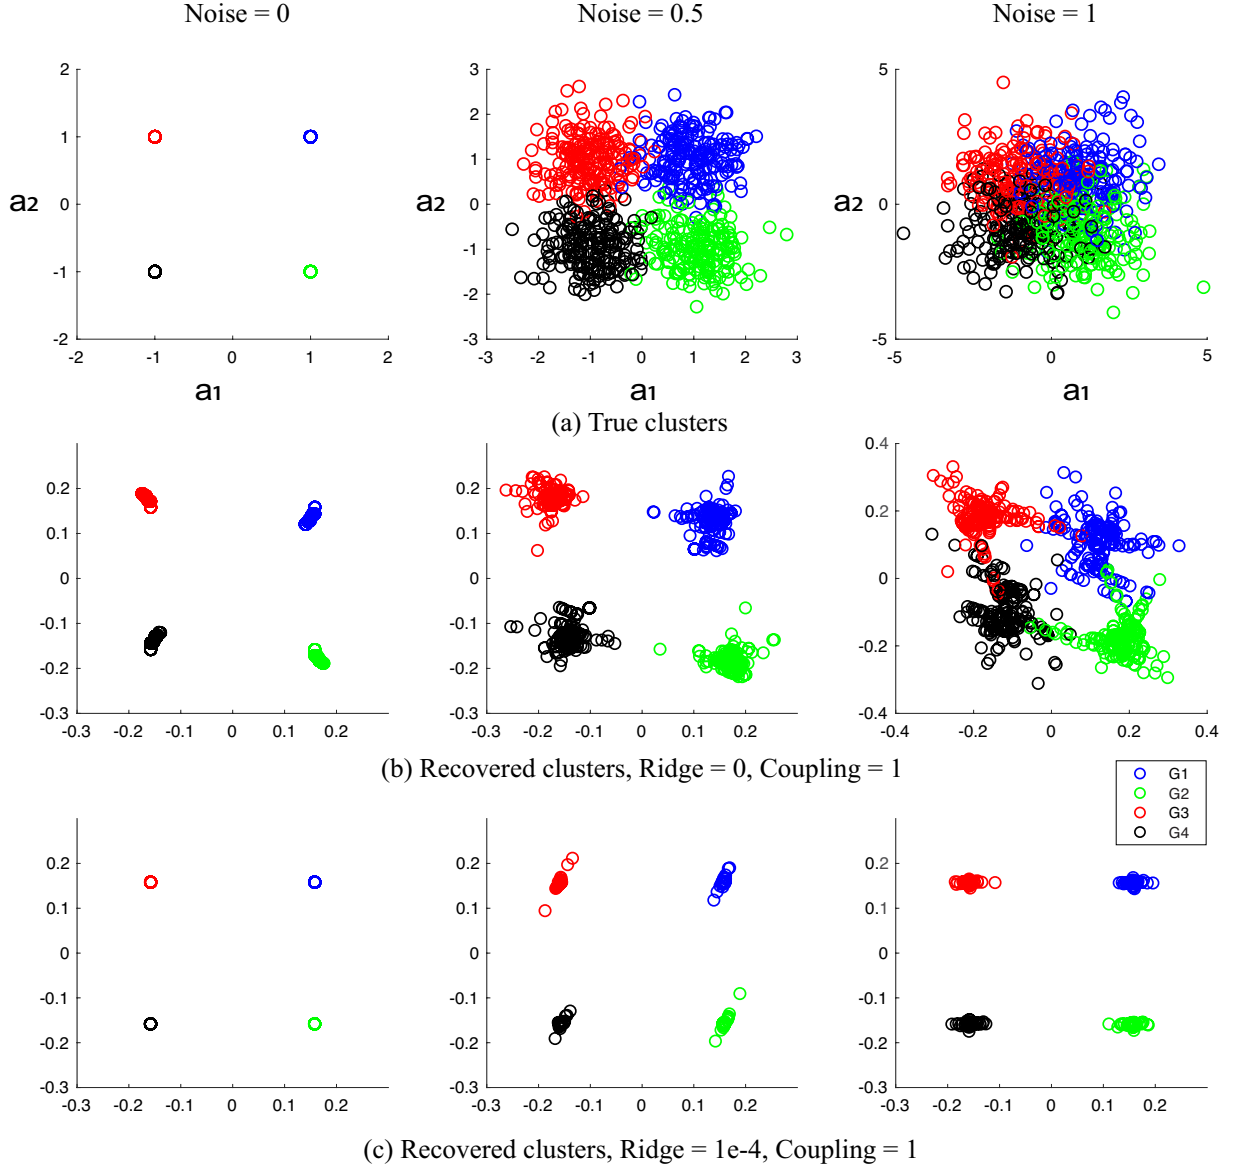 Noise = 0 Noise = 0.5 Noise = 1
2 3 5
1 2
1
a2 0 a2 0 a2 0
-1
-1 -2
-2 -3 -5
-2 -1 0 1 2 -3 -2 -1 0 1 2 3 -5 0 5
a1 a1 a1
(a) True clusters
0.2 0.2 0.4
0.1 0.1 0.2
0 0 0
-0.1 -0.1
-0.2 -0.2 -0.2
-0.3 -0.3 -0.4
-0.3 -0.2 -0.1 0 0.1 0.2 -0.3 -0.2 -0.1 0 0.1 0.2 -0.4 -0.2 0 0.2 0.4
(b) Recovered clusters, Ridge = 0, Coupling = 1
G1
G2
G3
G4
0.2 0.2 0.2
0.1 0.1 0.1
0 0 0
-0.1 -0.1 -0.1
-0.2 -0.2 -0.2
-0.3 -0.3 -0.3
-0.3 -0.2 -0.1 0 0.1 0.2 -0.3 -0.2 -0.1 0 0.1 0.2 -0.3 -0.2 -0.1 0 0.1 0.2
(c) Recovered clusters, Ridge = 1e-4, Coupling = 1